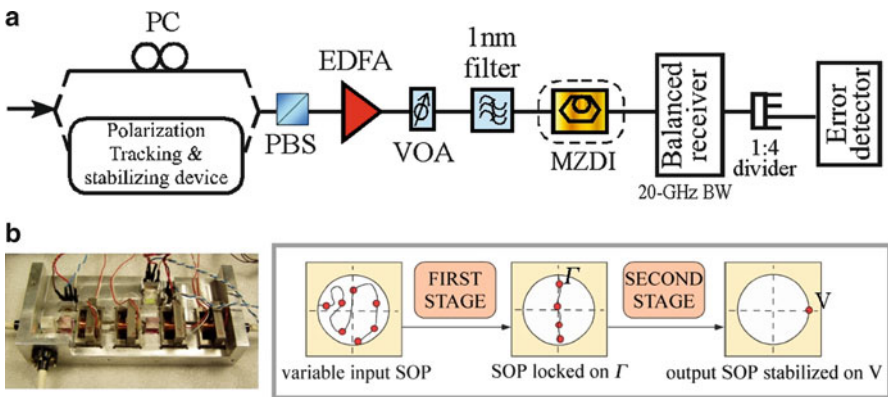 a
PC
Polarization
Tracking &
stabilizing device
PBS
EDFA
VOA
1nm
filter
MZDI
Balanced
receiver
20-GHz BW
1:4
divider
Error
detector
b
variable input SOP
FIRST
STAGE
Γ
SOP locked on Γ
SECOND
STAGE
V
output SOP stabilized on V